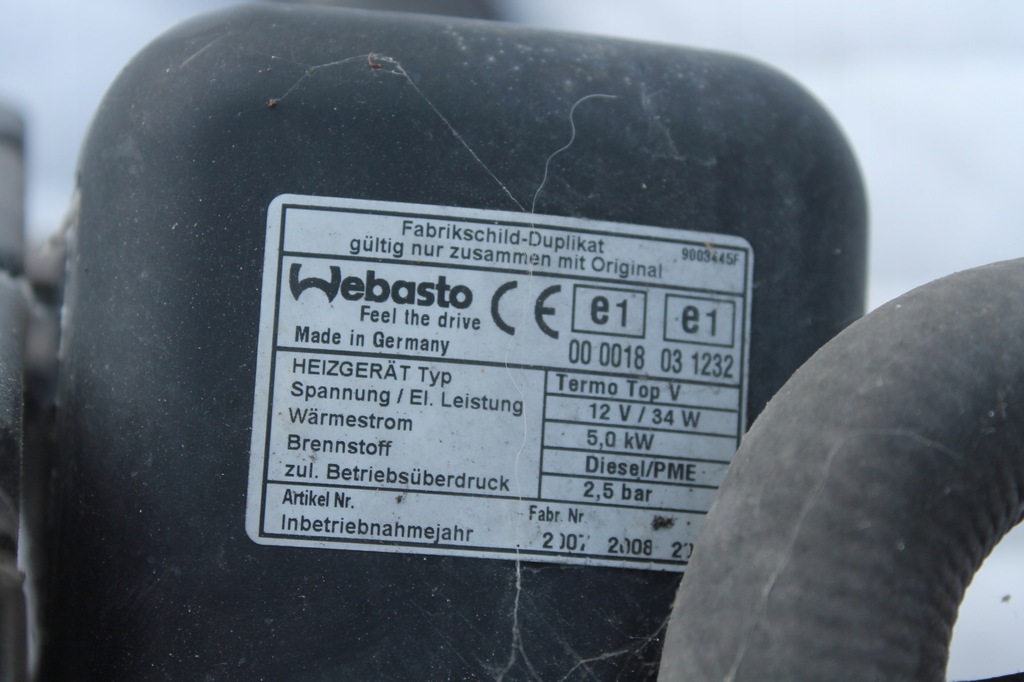 Fabrikschild-Duplikat
gültig nur zusammen mit Original 9003445F
Webasto
Feel the drive
Made in Germany
CE e1 e1
00 0018 03 1232
HEIZGERÄT Typ Termo Top V
Spannung / El. Leistung 12 V / 34 W
Wärmestrom 5,0 kW
Brennstoff Diesel/PME
zul. Betriebsüberdruck 2,5 bar
Artikel Nr. Fabr. Nr
Inbetriebnahmejahr 2007 2008